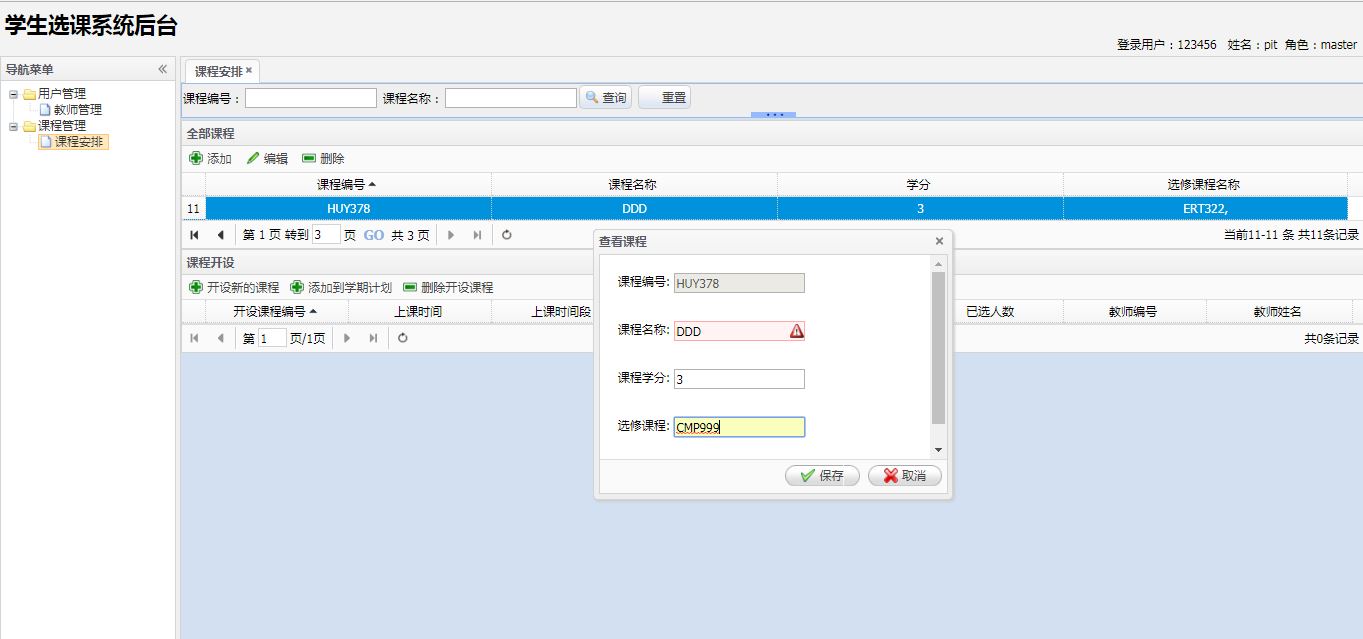 学生选课系统后台
登录用户：123456 姓名：pit 角色：master
导航菜单
用户管理
教师管理
课程管理
课程安排
课程安排
课程编号： 课程名称： 查询 重置
全部课程
添加 编辑 删除
课程编号 课程名称 学分 选修课程名称
11 HUY378 DDD 3 ERT322,
第 1 页 转到 3 页 GO 共 3 页 当前11-11 条 共11条记录
课程开设
开设新的课程 添加到学期计划 删除开设课程
开设课程编号 上课时间 上课时间段 已选人数 教师编号 教师姓名
第 1 页/1页 共0条记录
查看课程
课程编号: HUY378
课程名称: DDD
课程学分: 3
选修课程: CMP999
保存 取消